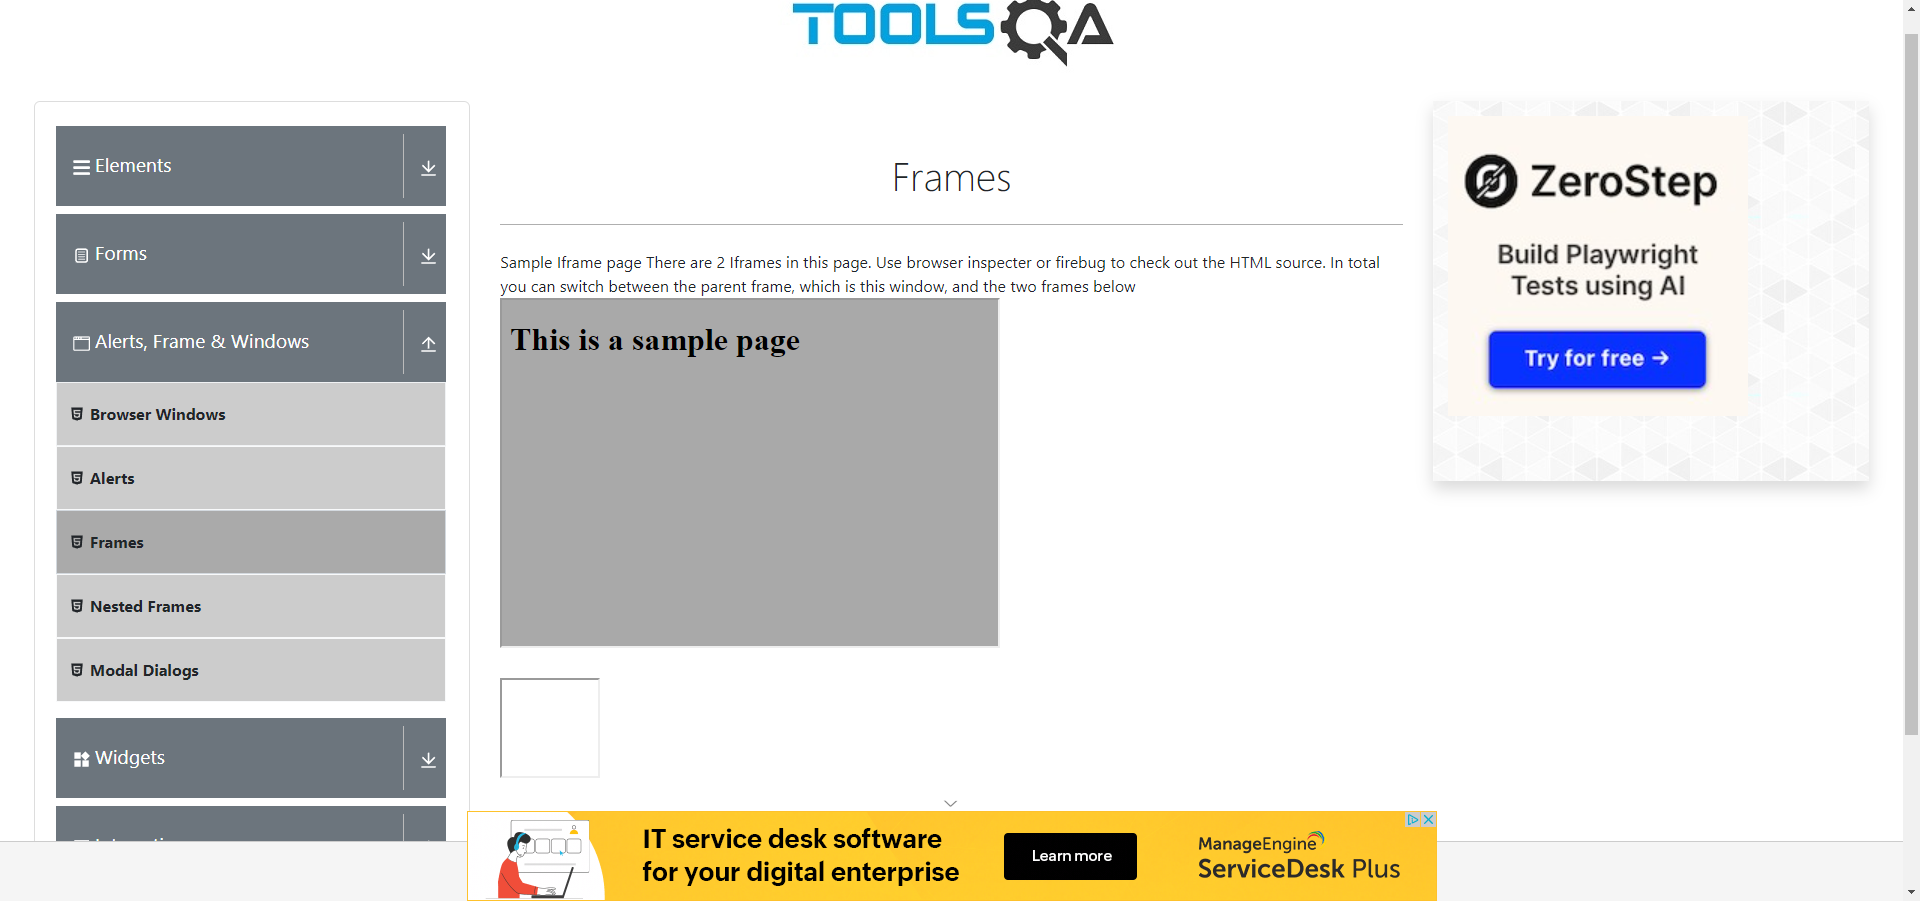 TOOLSQA
Elements
Forms
Alerts, Frame & Windows
Browser Windows
Alerts
Frames
Nested Frames
Modal Dialogs
Widgets
Frames
Sample Iframe page There are 2 Iframes in this page. Use browser inspecter or firebug to check out the HTML source. In total
you can switch between the parent frame, which is this window, and the two frames below
This is a sample page
ZeroStep
Build Playwright
Tests using AI
Try for free →
IT service desk software
for your digital enterprise
Learn more
ManageEngine
ServiceDesk Plus